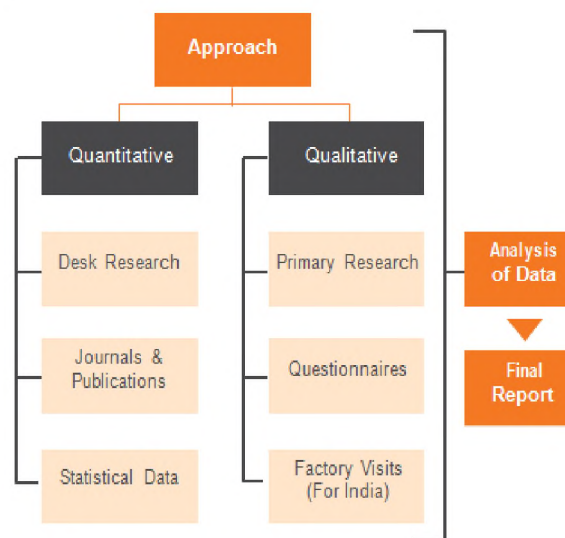 Approach
Quantitative
Qualitative
Desk Research
Primary Research
Journals &
Publications
Questionnaires
Statistical Data
Factory Visits
(For India)
Analysis
of Data
Final
Report